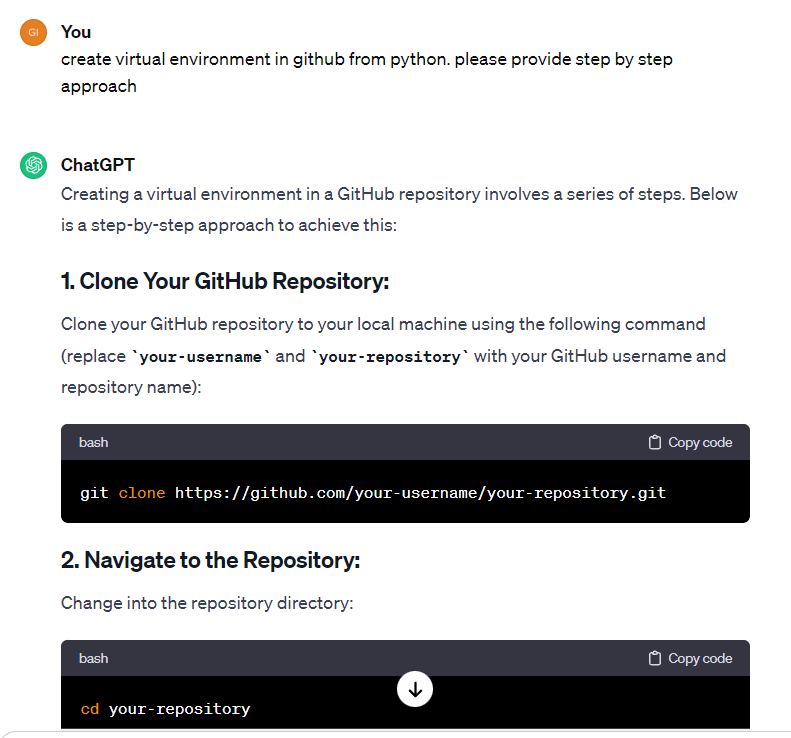 GI
You
create virtual environment in github from python. please provide step by step
approach
ChatGPT
Creating a virtual environment in a GitHub repository involves a series of steps. Below
is a step-by-step approach to achieve this:
1. Clone Your GitHub Repository:
Clone your GitHub repository to your local machine using the following command
(replace `your-username` and `your-repository` with your GitHub username and
repository name):
bash Copy code
git clone https://github.com/your-username/your-repository.git
2. Navigate to the Repository:
Change into the repository directory:
bash Copy code
cd your-repository